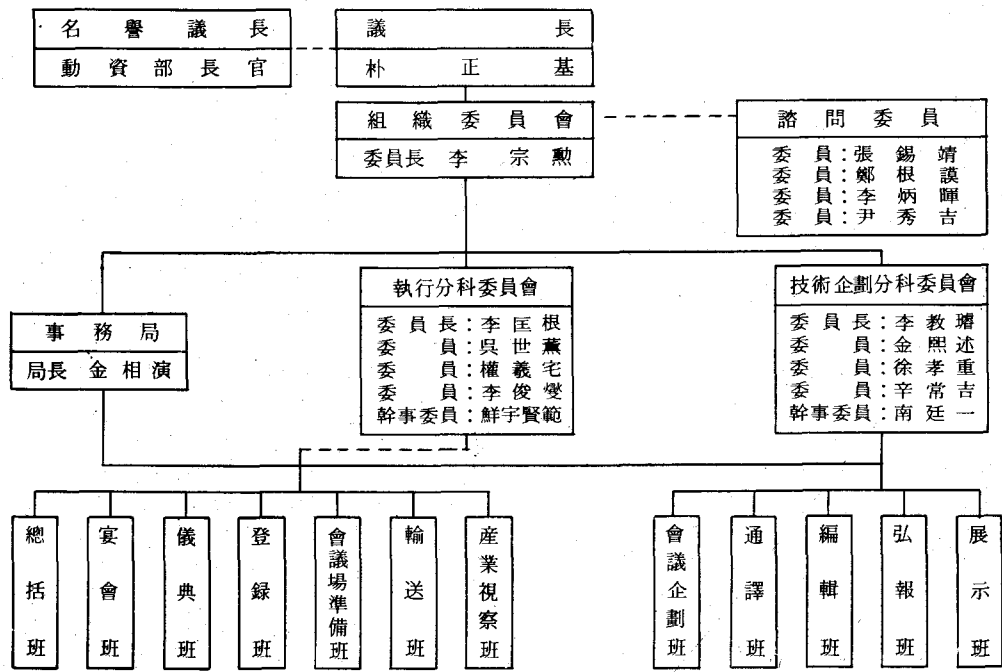 名譽議長
動資部長官
議長
朴正基
組織委員會
委員長 李宗勲
諮問委員
委員:張錫靖
委員:鄭根謨
委員:李炳暉
委員:尹秀吉
事務局
局長 金相演
執行分科委員會
委員長:李匡根
委員:呉世薫
委員:權義宅
委員:李俊燮
幹事委員:鮮宇賢範
技術企劃分科委員會
委員長:李敎璿
委員:金熙述
委員:徐孝重
委員:辛常吉
幹事委員:南廷一
總括班
宴會班
儀典班
登録班
會議場準備班
輸送班
産業視察班
會議企劃班
通譯班
編輯班
弘報班
展示班